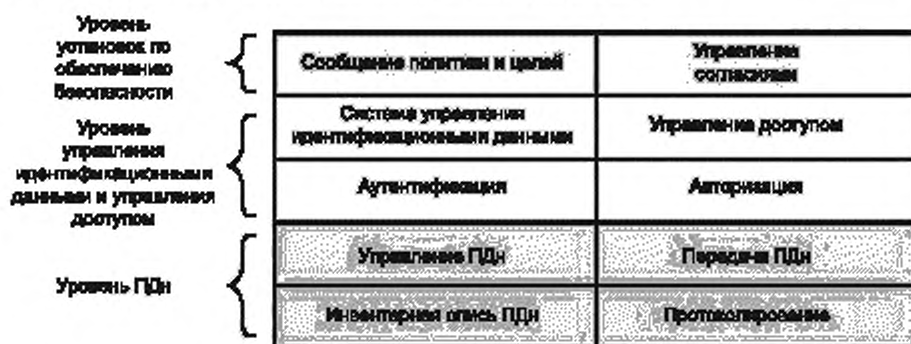 Уровень
установок по
обеспечению
безопасности
Сообщение политик и целей
Управление
согласиями
Уровень
управления
идентификационными
данными и управления
доступом
Система управления
идентификационными данными
Управление доступом
Аутентификация
Авторизация
Уровень ПДн
Управление ПДн
Передача ПДн
Инвентарная опись ПДн
Протоколирование